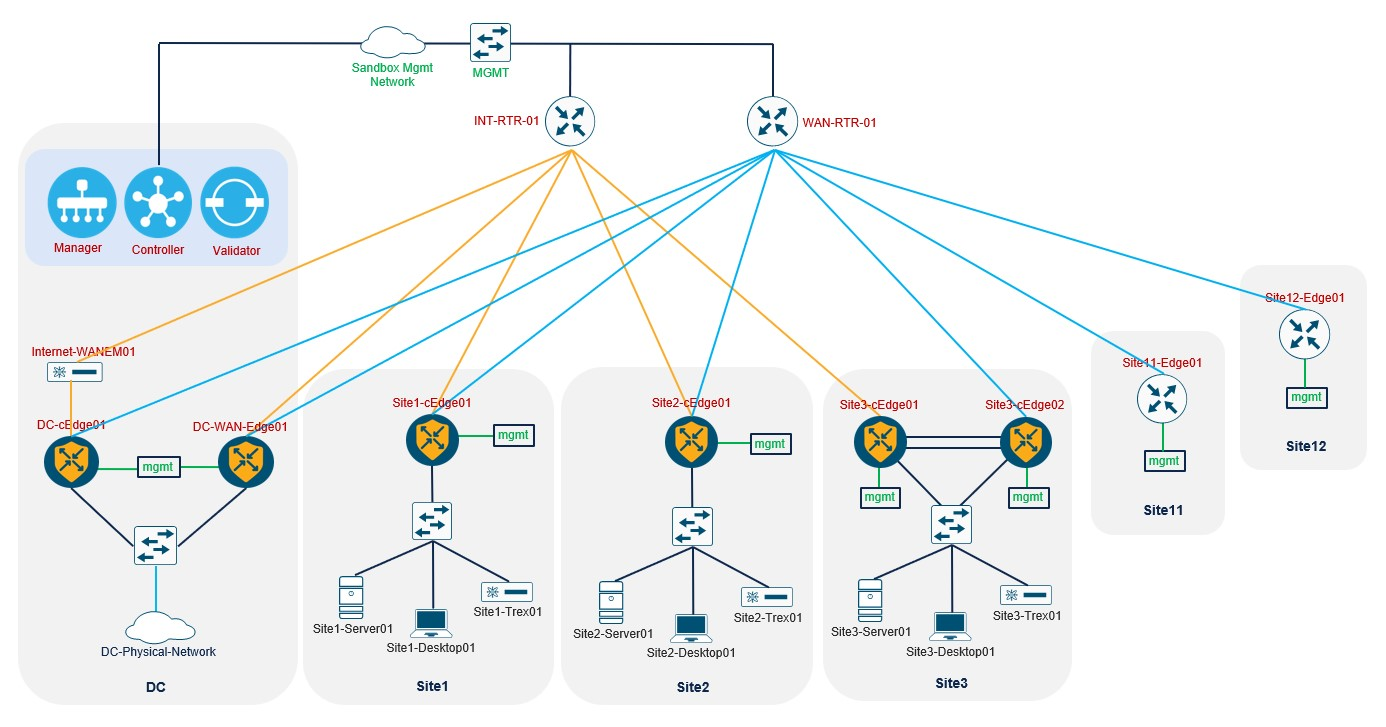 Sandbox Mgmt
Network
MGMT
INT-RTR-01
WAN-RTR-01
Manager
Controller
Validator
Internet-WANEM01
DC-cEdge01
DC-WAN-Edge01
mgmt
DC-Physical-Network
DC
Site1-cEdge01
mgmt
Site1-Server01
Site1-Desktop01
Site1-Trex01
Site1
Site2-cEdge01
mgmt
Site2-Server01
Site2-Desktop01
Site2-Trex01
Site2
Site3-cEdge01
Site3-cEdge02
mgmt
mgmt
Site3-Server01
Site3-Desktop01
Site3-Trex01
Site3
Site11-Edge01
mgmt
Site11
Site12-Edge01
mgmt
Site12